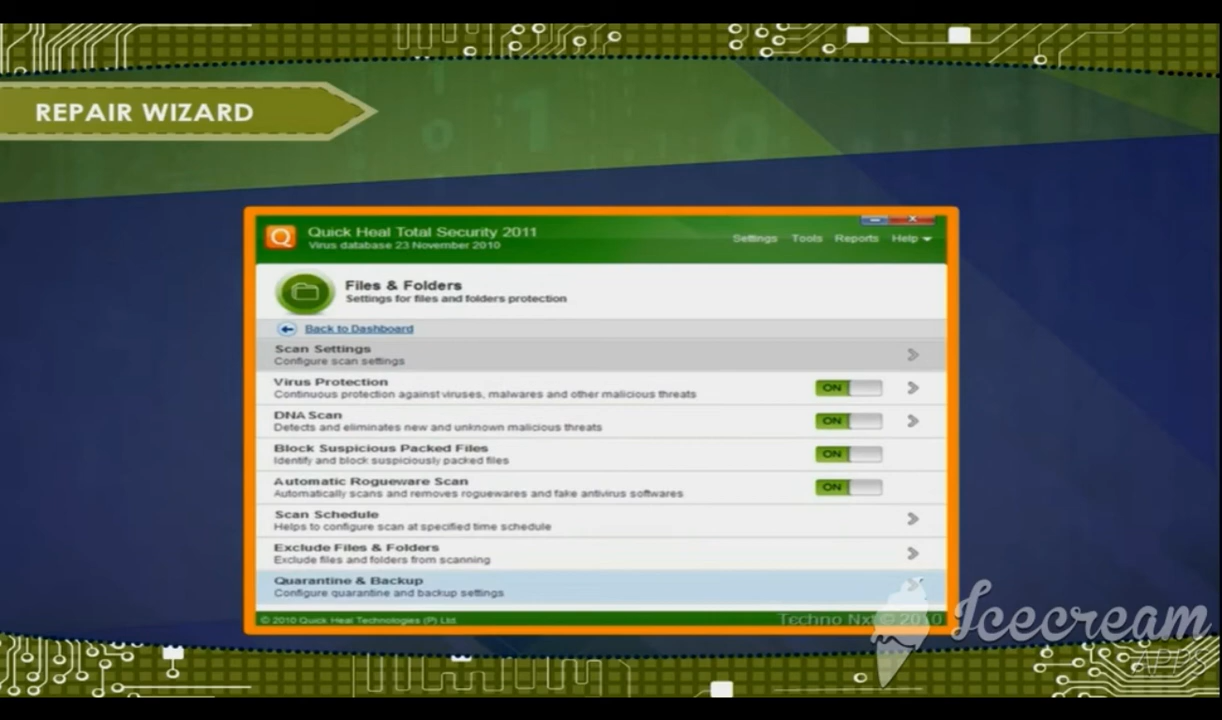 REPAIR WIZARD
Quick Heal Total Security 2011
Virus database 23 November 2010
Settings Tools Reports Help
Files & Folders
Settings for files and folders protection
Back to Dashboard
Scan Settings
Configure scan settings
Virus Protection
Continuous protection against viruses, malwares and other malicious threats
ON
DNA Scan
Detects and eliminates new and unknown malicious threats
ON
Block Suspicious Packed Files
Identify and block suspiciously packed files
ON
Automatic Rogueware Scan
Automatically scans and removes roguewares and fake antivirus softwares
ON
Scan Schedule
Helps to configure scan at specified time schedule
Exclude Files & Folders
Exclude files and folders from scanning
Quarantine & Backup
Configure quarantine and backup settings
© 2010 Quick Heal Technologies (P) Ltd.
Techno Nxt © 2010
Icecream
APPS